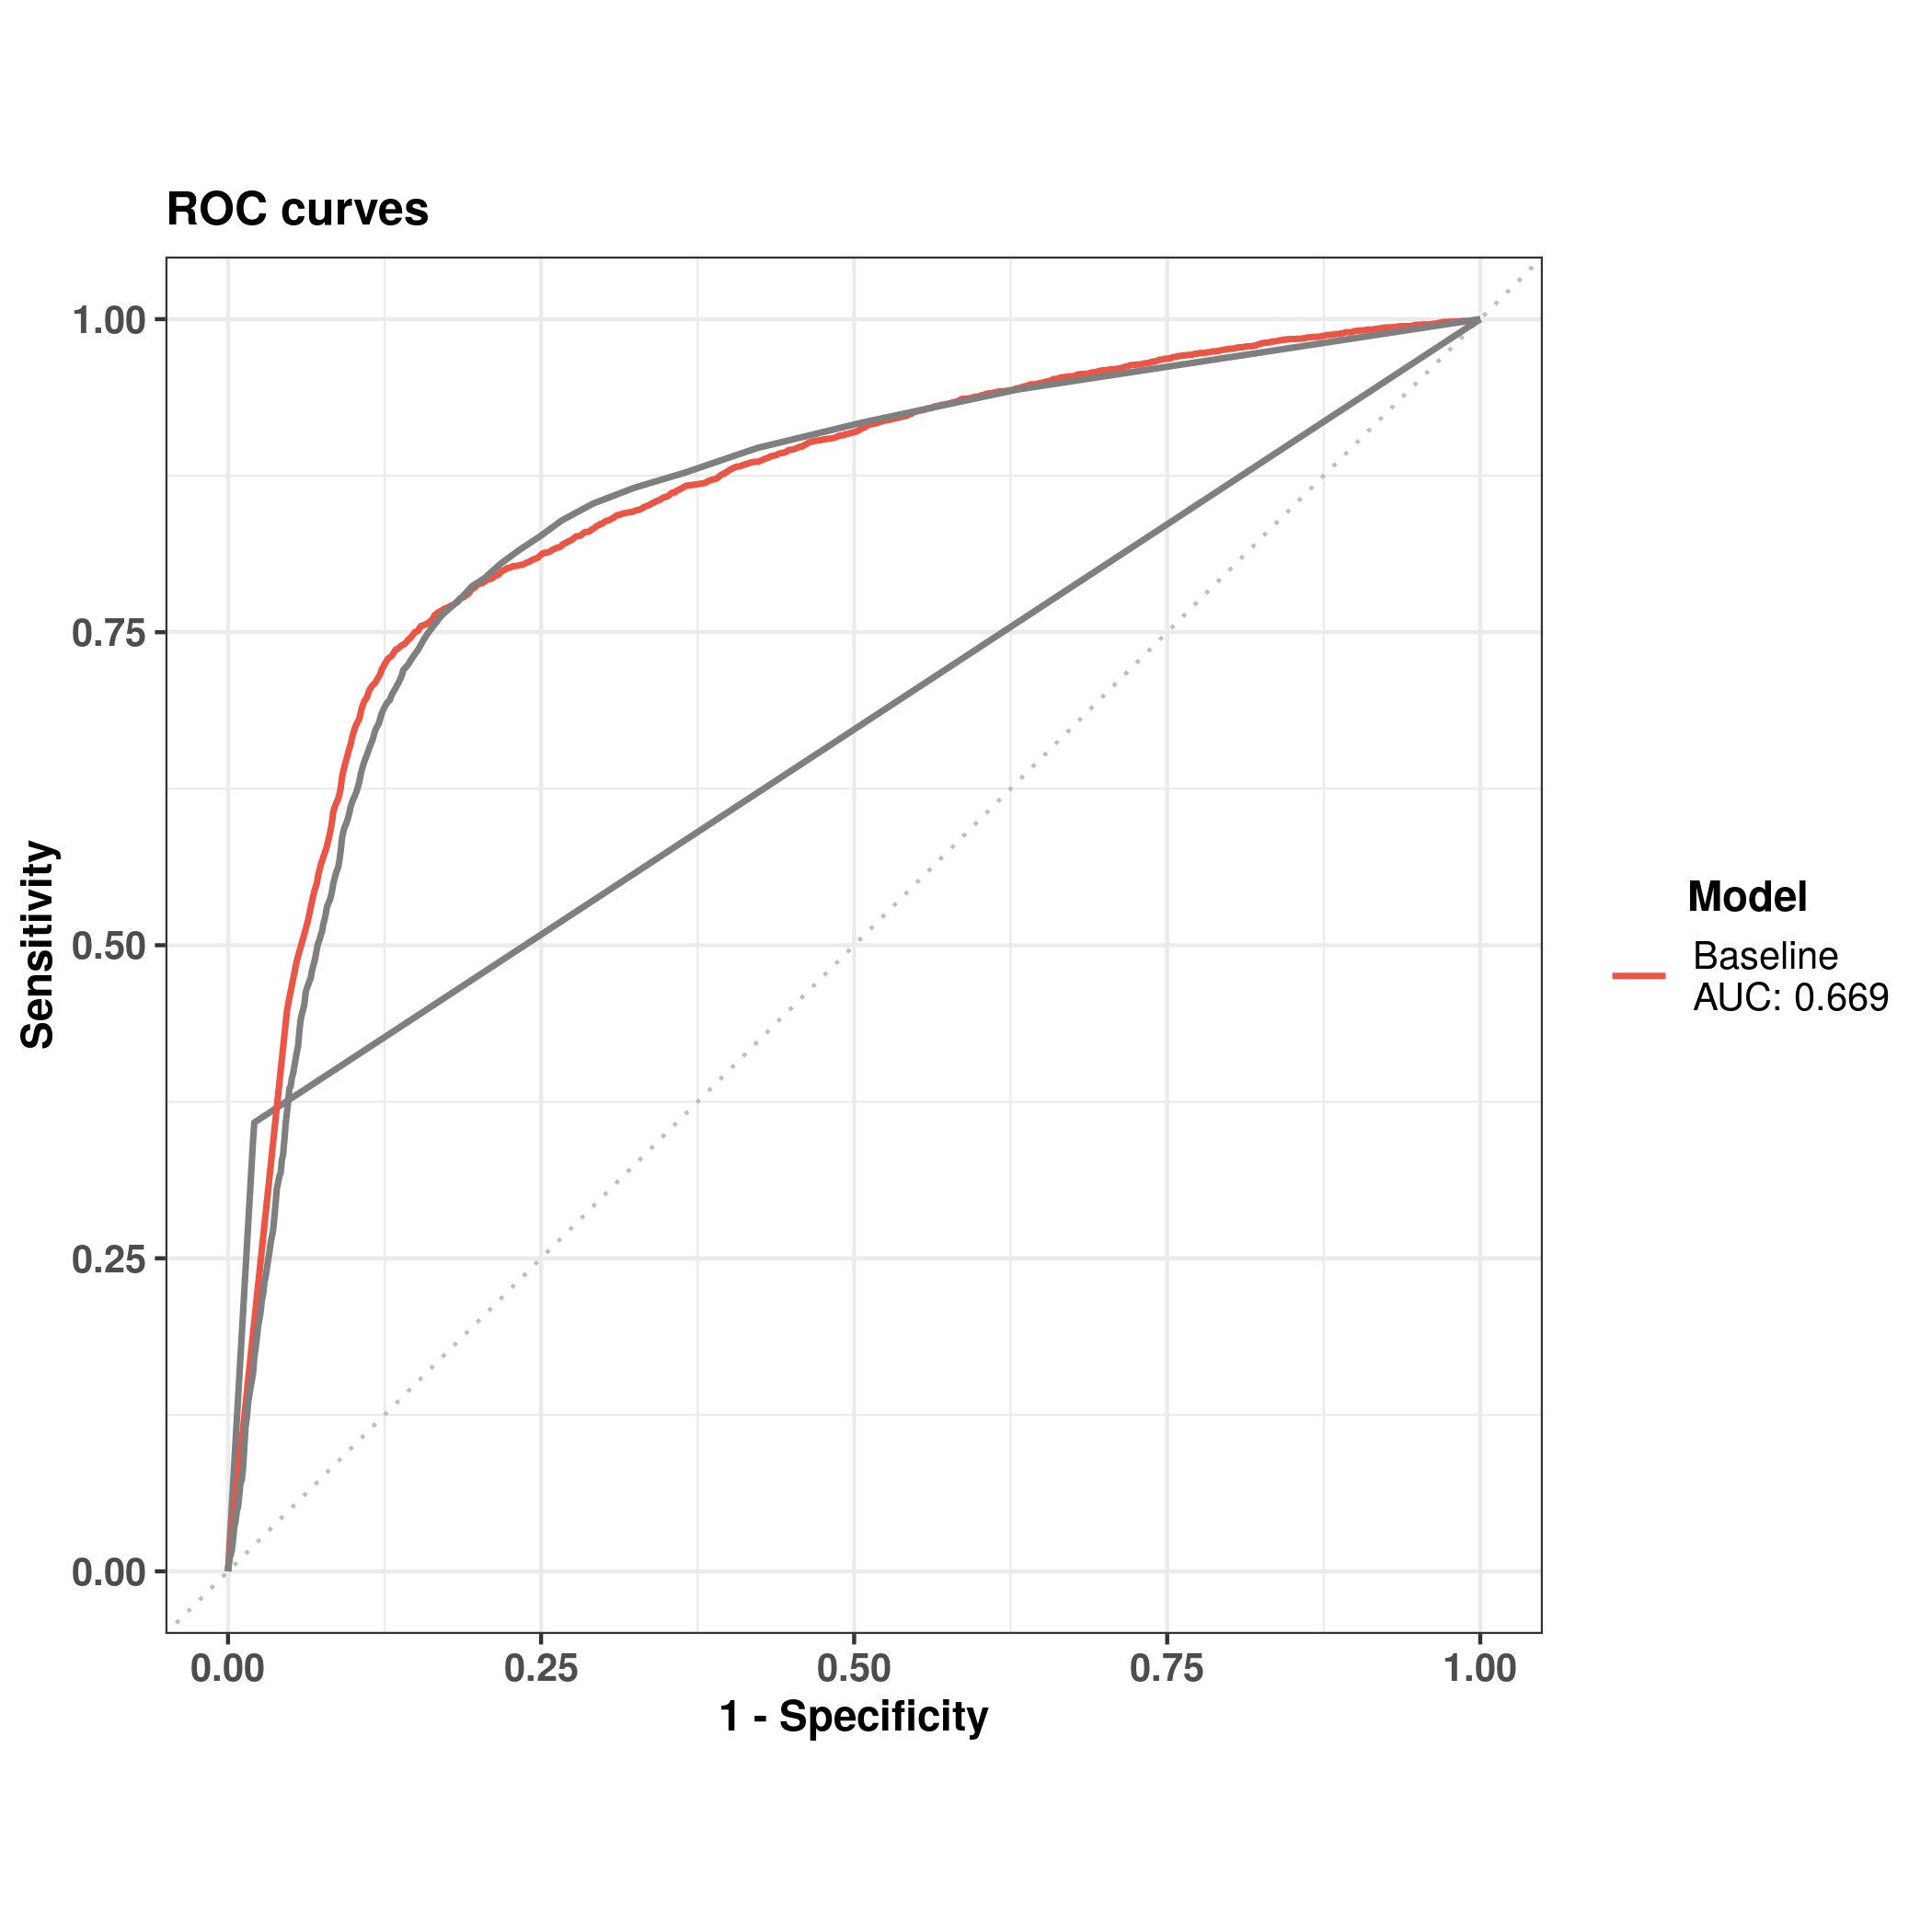 ROC curves
1.00
0.75
0.50
0.25
0.00
Sensitivity
0.00 0.25 0.50 0.75 1.00
1 - Specificity
Model
Baseline
AUC: 0.669